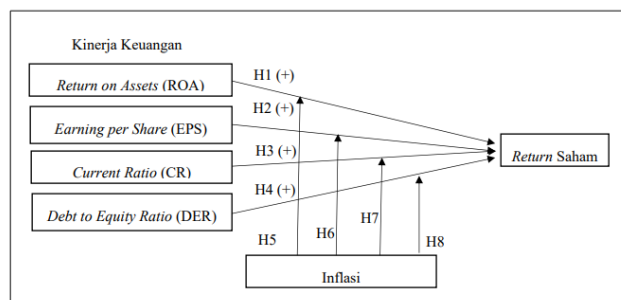 Kinerja Keuangan
Return on Assets (ROA)
H1 (+)
Earning per Share (EPS)
H2 (+)
Current Ratio (CR)
H3 (+)
Return Saham
Debt to Equity Ratio (DER)
H4 (+)
H5
H6
H7
H8
Inflasi